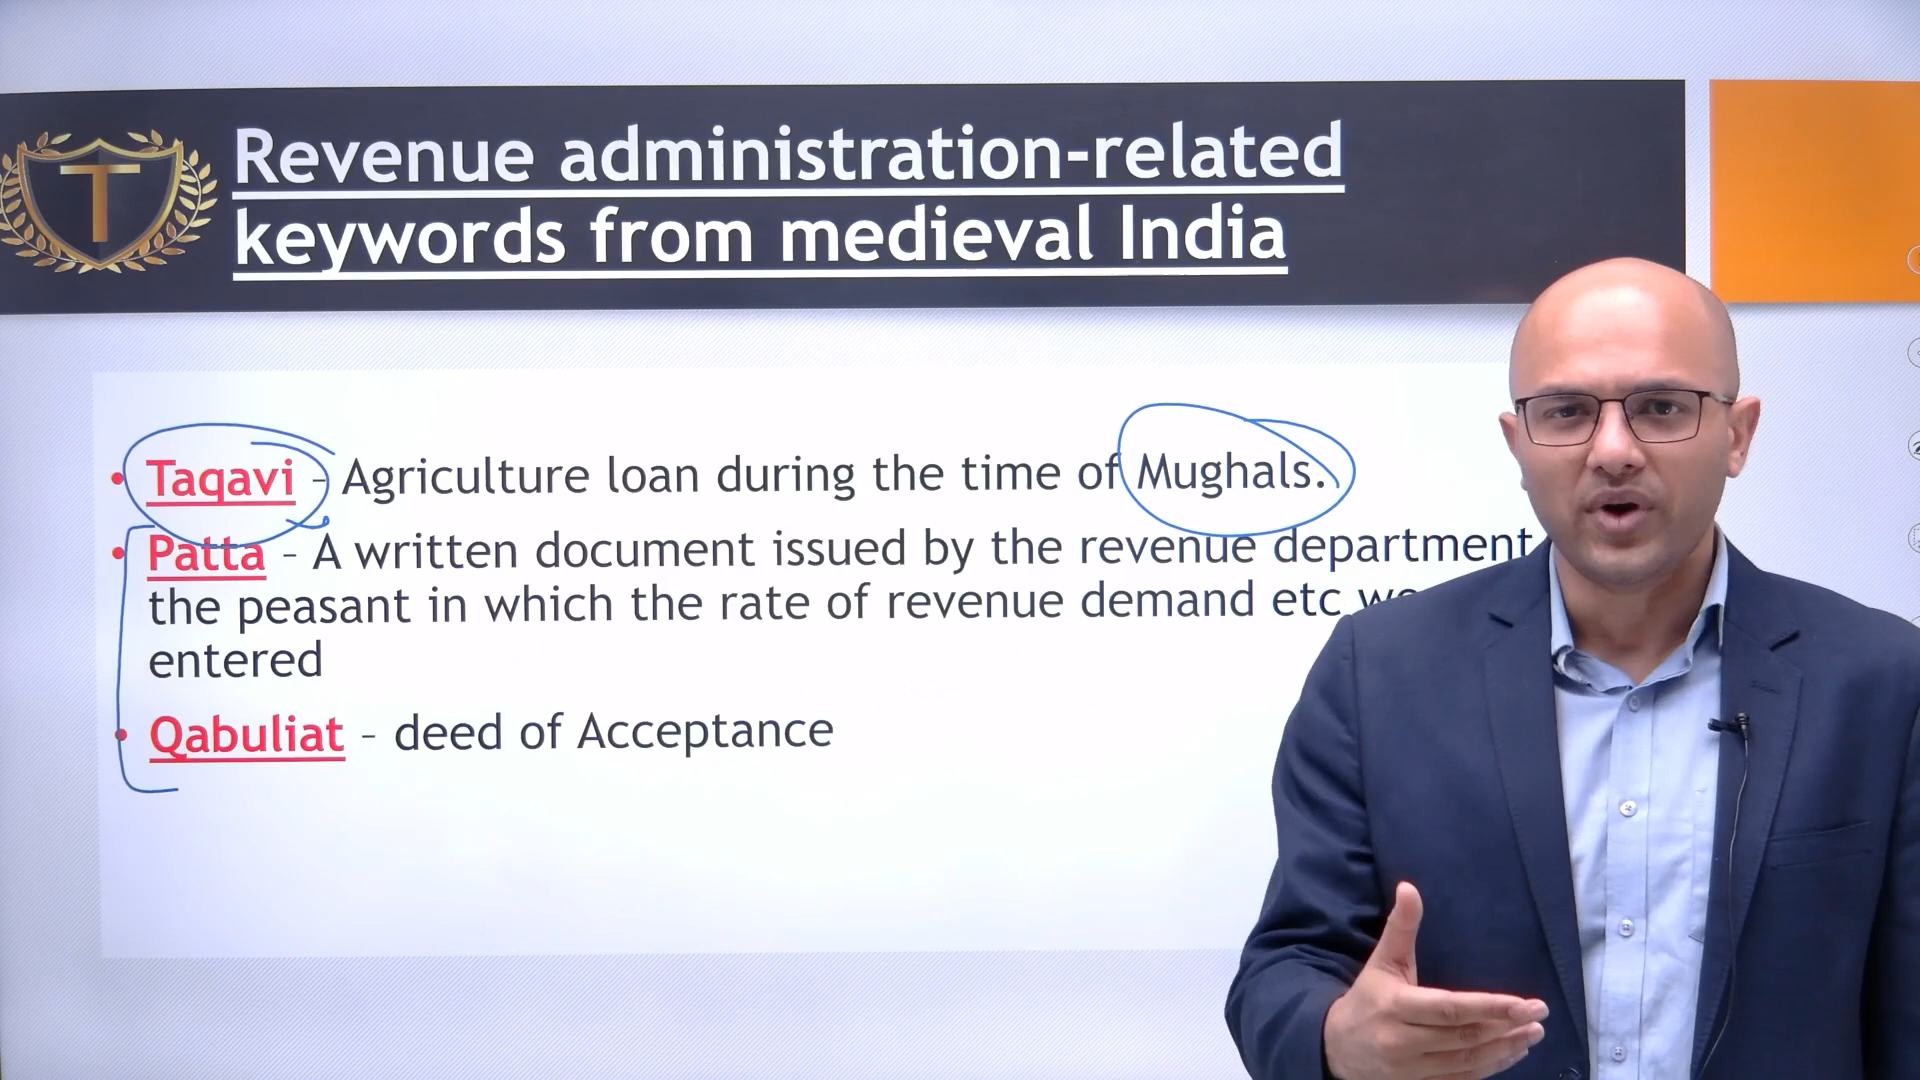 T
Revenue administration-related
keywords from medieval India
• Taqavi – Agriculture loan during the time of Mughals.
• Patta – A written document issued by the revenue department
the peasant in which the rate of revenue demand etc
entered
• Qabuliat – deed of Acceptance